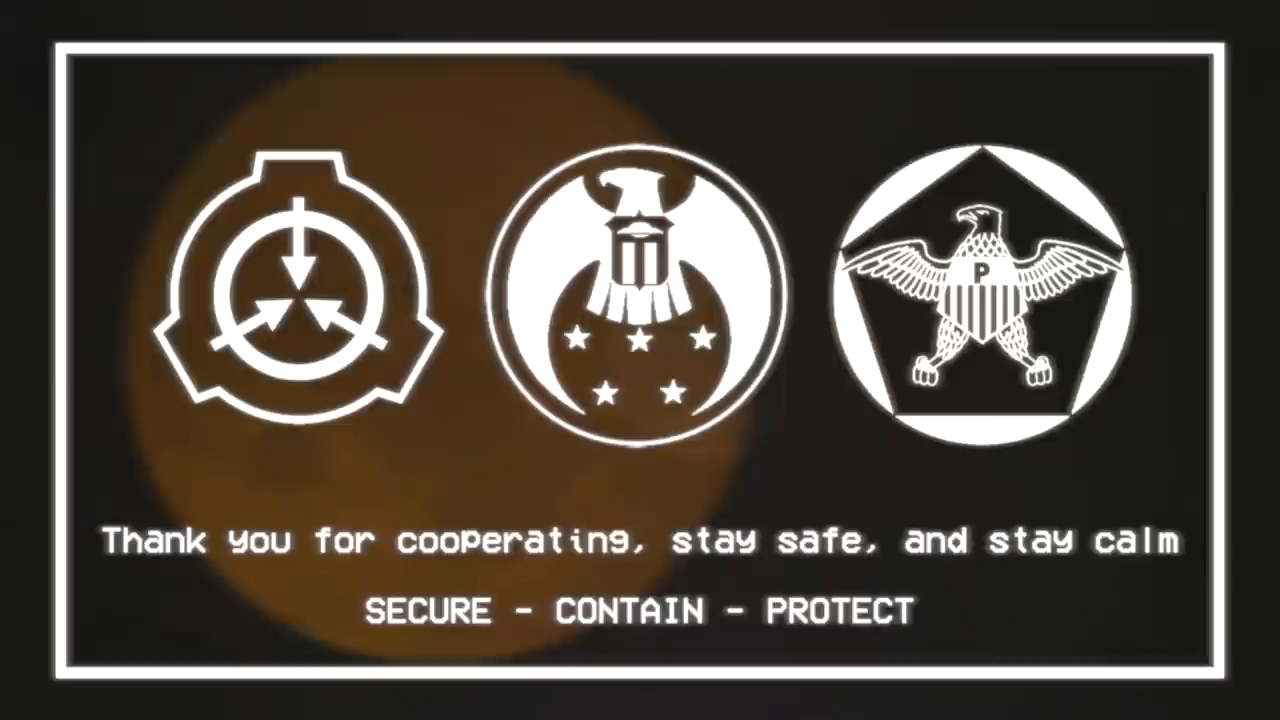 P
Thank you for cooperating, stay safe, and stay calm
SECURE - CONTAIN - PROTECT